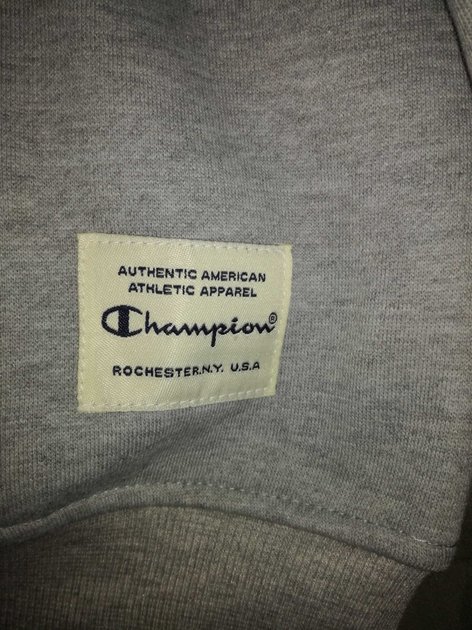 AUTHENTIC AMERICAN
ATHLETIC APPAREL
Champion®
ROCHESTER.N.Y. U.S.A